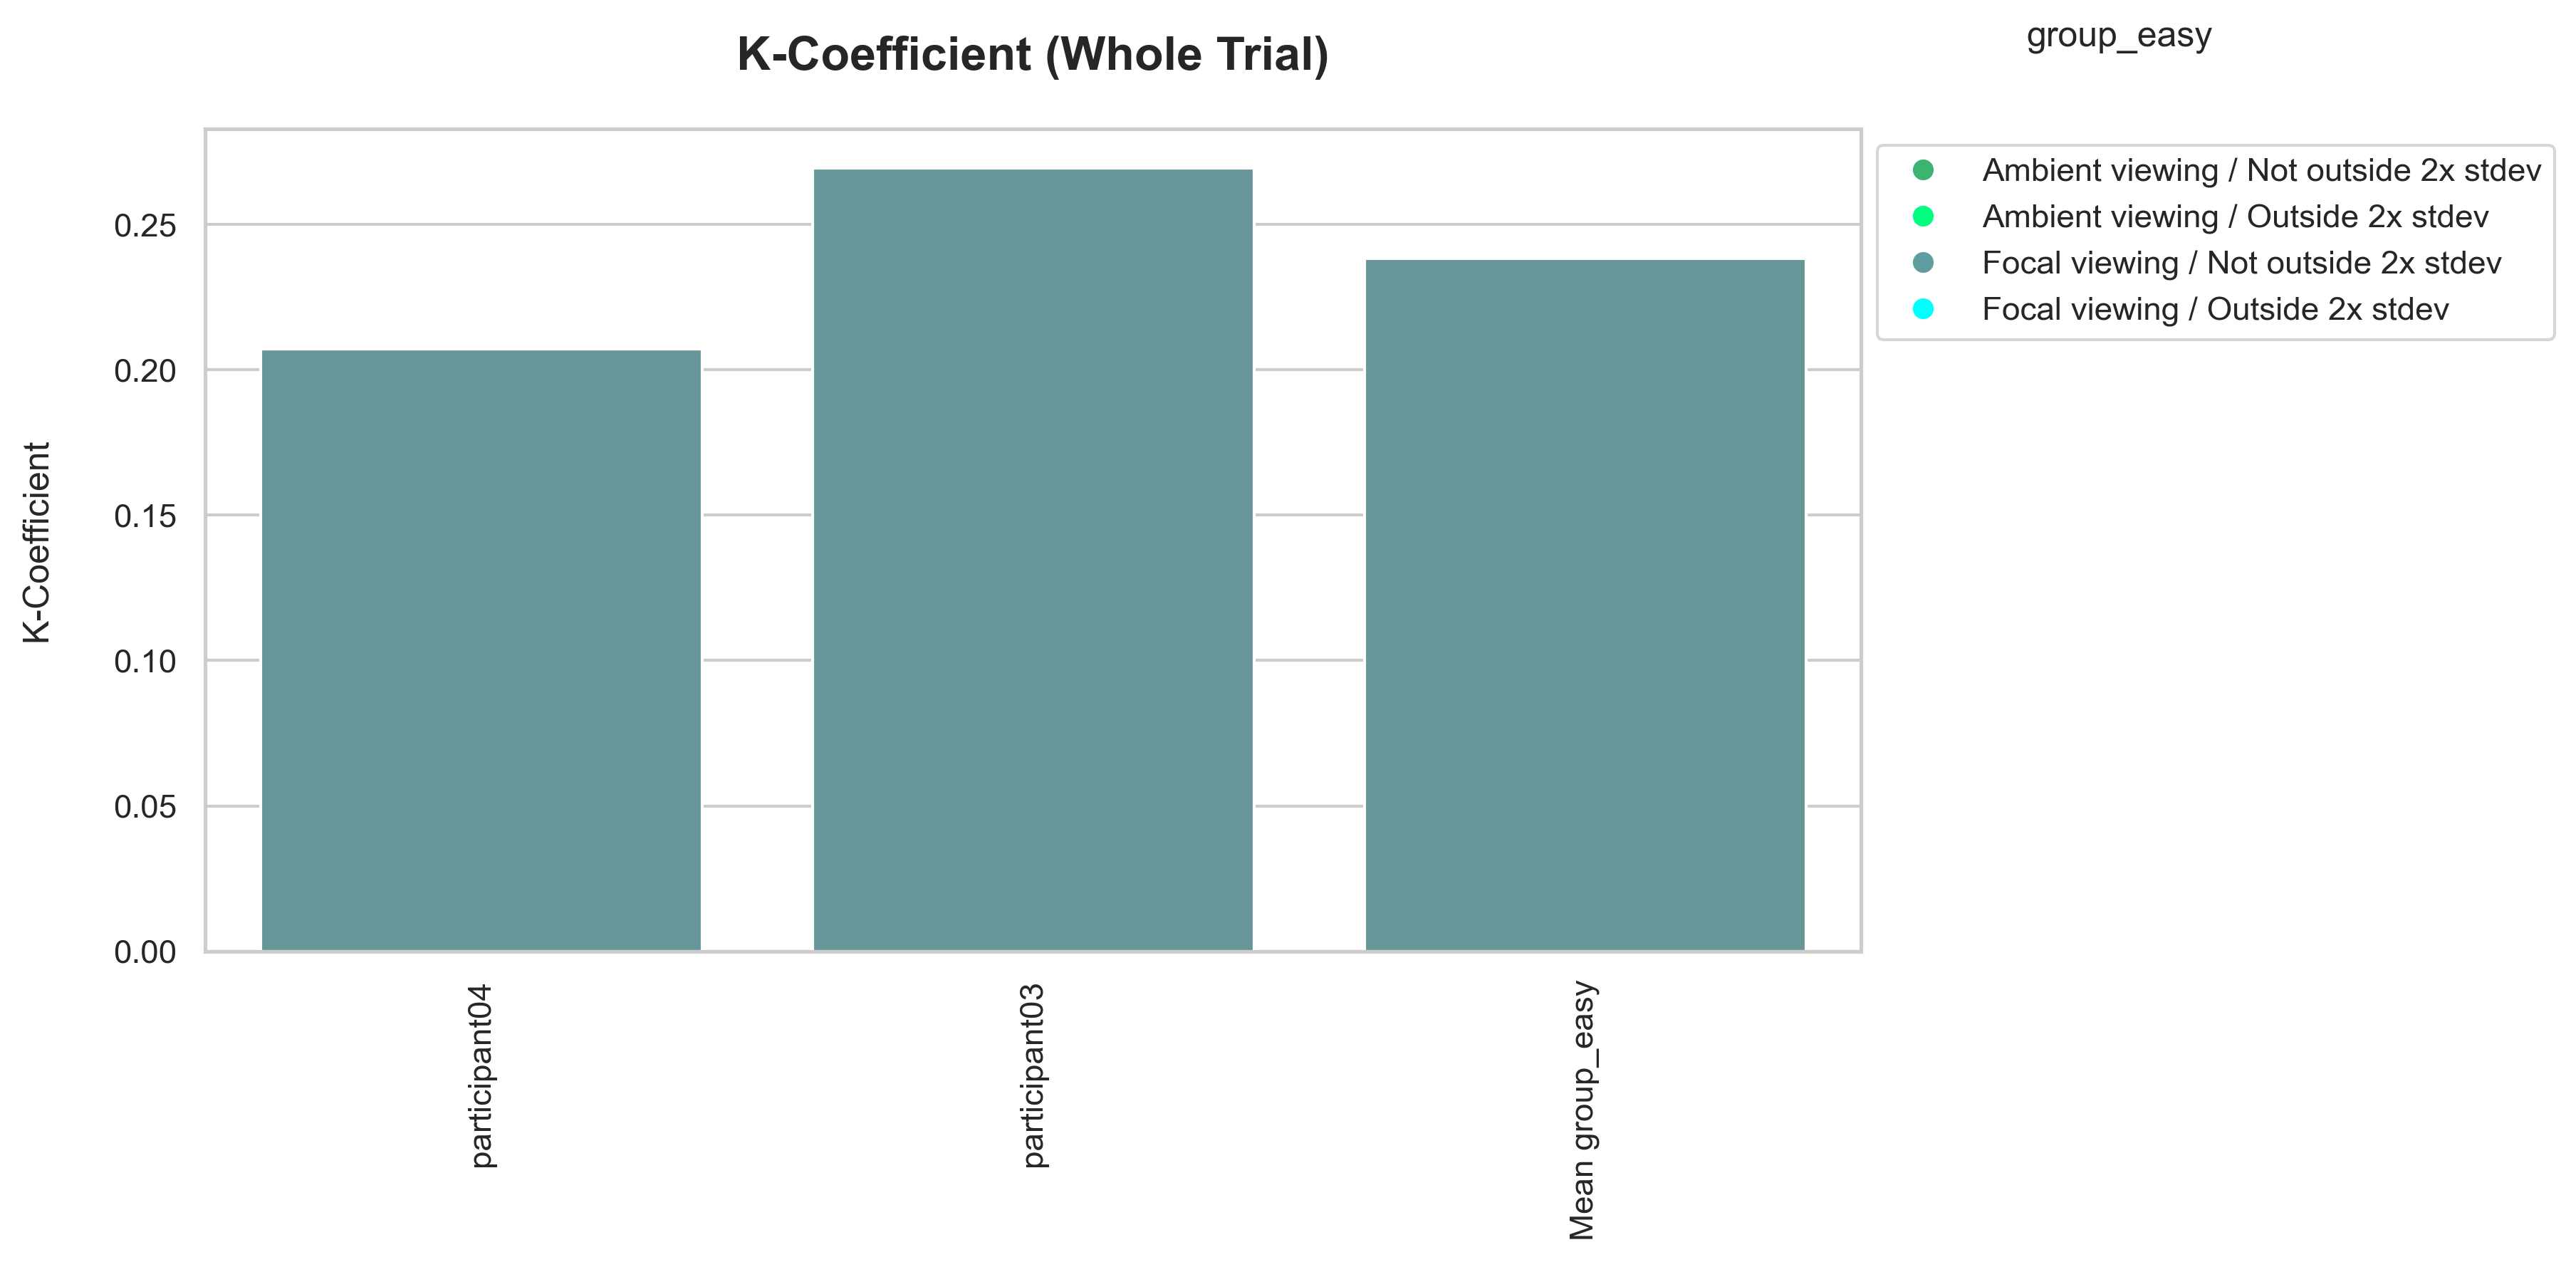 K-Coefficient (Whole Trial)
group_easy
Ambient viewing / Not outside 2x stdev
Ambient viewing / Outside 2x stdev
Focal viewing / Not outside 2x stdev
Focal viewing / Outside 2x stdev
K-Coefficient
0.25
0.20
0.15
0.10
0.05
0.00
participant04
participant03
Mean group_easy